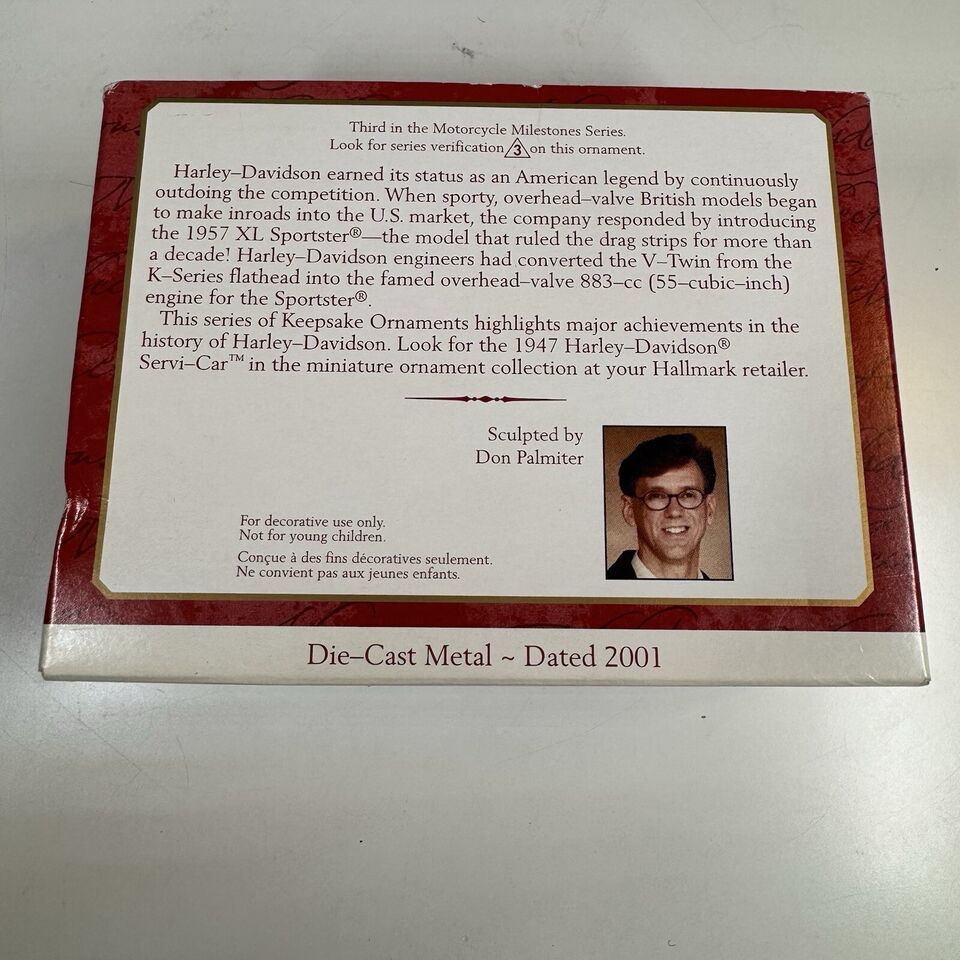 Third in the Motorcycle Milestones Series.
Look for series verification 3 on this ornament.
Harley–Davidson earned its status as an American legend by continuously
outdoing the competition. When sporty, overhead–valve British models began
to make inroads into the U.S. market, the company responded by introducing
the 1957 XL Sportster®—the model that ruled the drag strips for more than
a decade! Harley–Davidson engineers had converted the V–Twin from the
K–Series flathead into the famed overhead–valve 883–cc (55–cubic–inch)
engine for the Sportster®.
This series of Keepsake Ornaments highlights major achievements in the
history of Harley–Davidson. Look for the 1947 Harley–Davidson®
Servi–Car™ in the miniature ornament collection at your Hallmark retailer.
Sculpted by
Don Palmiter
For decorative use only.
Not for young children.
Conçue à des fins décoratives seulement.
Ne convient pas aux jeunes enfants.
Die–Cast Metal ~ Dated 2001